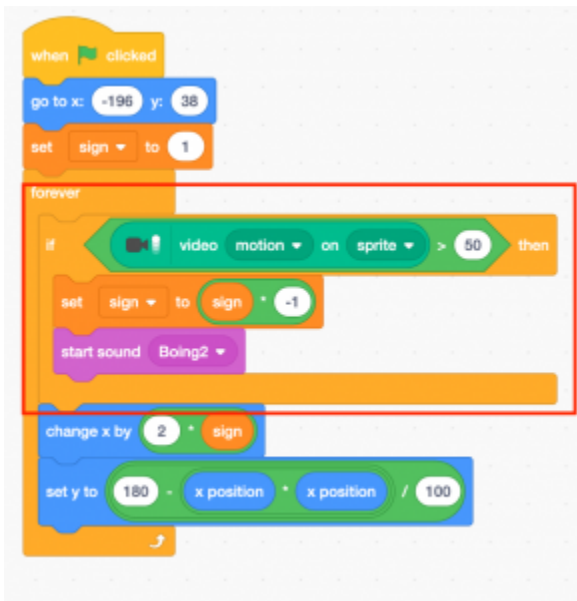 when clicked
go to x: -196 y: 38
set sign to 1
forever
if video motion on sprite > 50 then
set sign to sign * -1
start sound Boing2
change x by 2 * sign
set y to 180 - x position * x position / 100